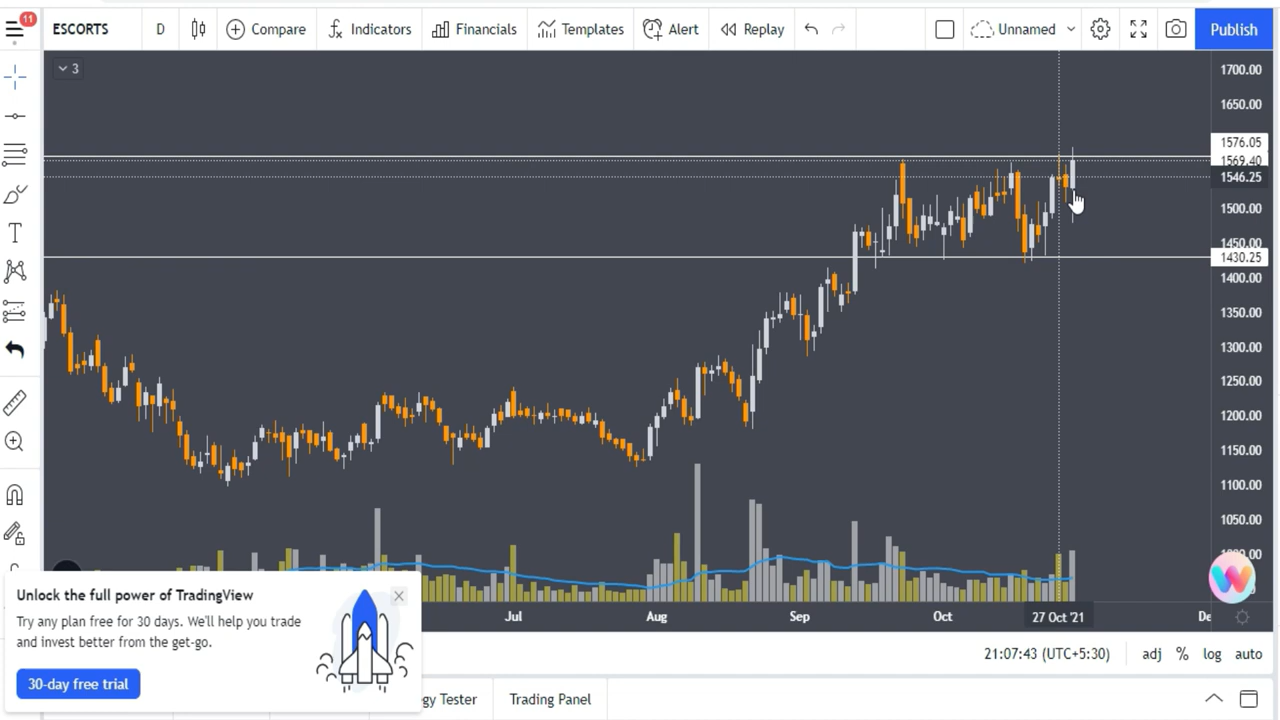 11
ESCORTS
D
Compare
Indicators
Financials
Templates
Alert
Replay
Unnamed
Publish
3
1700.00
1650.00
1576.05
1569.40
1546.25
1500.00
1450.00
1430.25
1400.00
1350.00
1300.00
1250.00
1200.00
1150.00
1100.00
1050.00
Jul
Aug
Sep
Oct
27 Oct '21
De
Unlock the full power of TradingView
Try any plan free for 30 days. We'll help you trade
and invest better from the get-go.
30-day free trial
21:07:43 (UTC+5:30)
adj
%
log
auto
gy Tester
Trading Panel